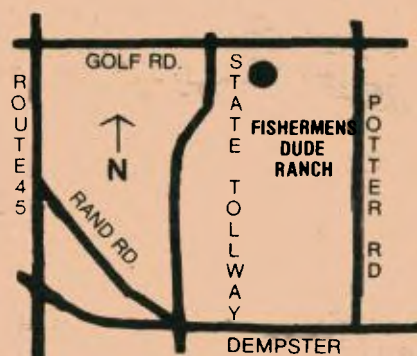 GOLF RD.
ROUTE 45
N
RAND RD.
STATE TOLLWAY
FISHERMENS
DUDE
RANCH
POTTER RD
DEMPSTER